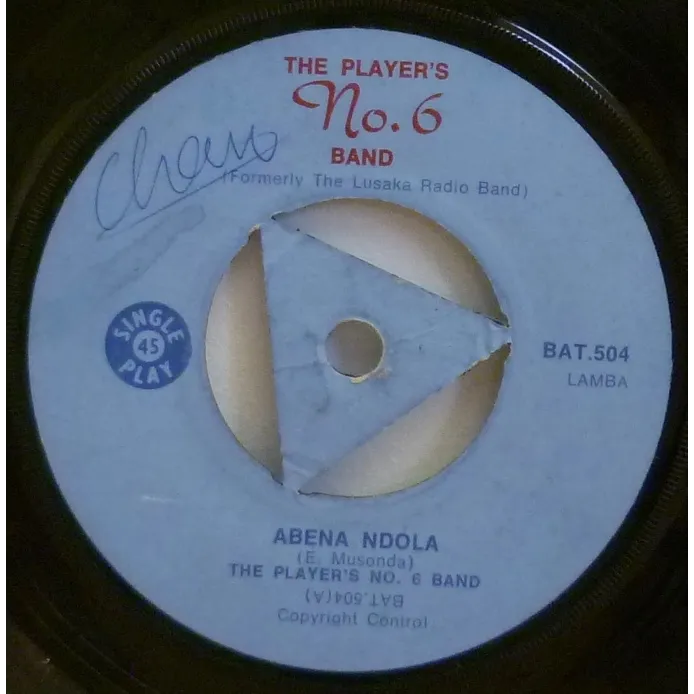 THE PLAYER'S
No. 6
BAND
(Formerly The Lusaka Radio Band)
SINGLE
45
PLAY
BAT.504
LAMBA
ABENA NDOLA
(E. Musonda)
THE PLAYER'S NO. 6 BAND
BAT.504(A)
Copyright Control